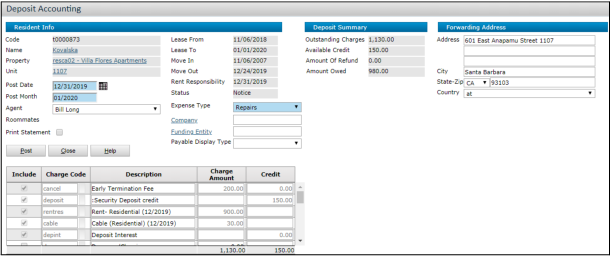 Deposit Accounting
Resident Info
Code t0000873 Lease From 11/06/2018
Name Kovalska Lease To 01/01/2020
Property resca02 - Villa Flores Apartments Move In 11/06/2007
Unit 1107 Move Out 12/24/2019
Rent Responsibility 12/31/2019
Post Date 12/31/2019 Status Notice
Post Month 01/2020
Agent Bill Long Expense Type Repairs
Roommates Company
Print Statement Funding Entity
Payable Display Type
Post Close Help
Deposit Summary
Outstanding Charges 1,130.00
Available Credit 150.00
Amount Of Refund 0.00
Amount Owed 980.00
Forwarding Address
Address 601 East Anapamu Street 1107
City Santa Barbara
State-Zip CA 93103
Country at
Include Charge Code Description Charge Amount Credit
cancel Early Termination Fee 200.00 0.00
deposit :Security Deposit credit 150.00
rentres Rent- Residential (12/2019) 900.00
cable Cable (Residential) (12/2019) 30.00
depint Deposit Interest 0.00
1,130.00 150.00